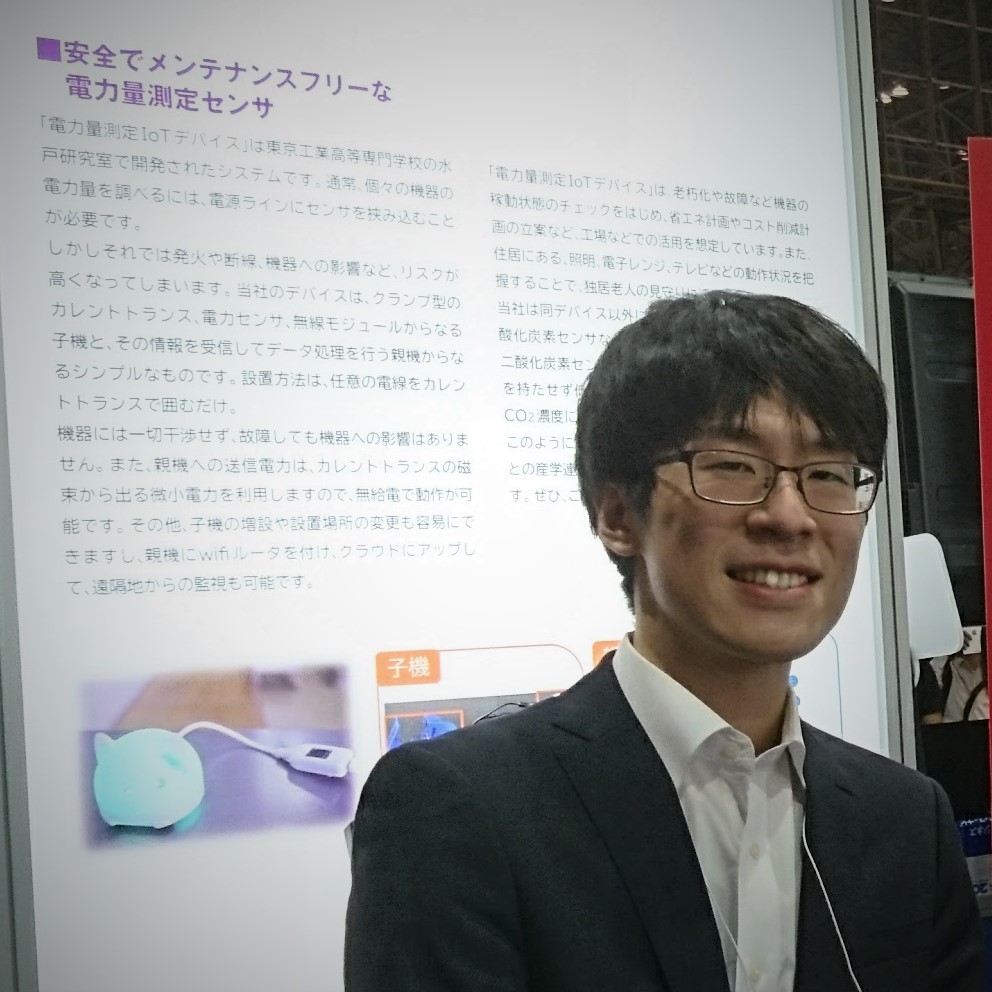 ■安全でメンテナンスフリーな
電力量測定センサ
「電力量測定IoTデバイス」は東京工業高等専門学校の水
戸研究室で開発されたシステムです。通常、個々の機器の
電力量を調べるには、電源ラインにセンサを挟み込むこと
が必要です。
しかしそれでは発火や断線、機器への影響など、リスクが
高くなってしまいます。当社のデバイスは、クランプ型の
カレントトランス、電力センサ、無線モジュールからなる
子機と、その情報を受信してデータ処理を行う親機からな
るシンプルなものです。設置方法は、任意の電線をカレン
トトランスで囲むだけ。
機器には一切干渉せず、故障しても機器への影響はありま
せん。また、親機への送信電力は、カレントトランスの磁
束から出る微小電力を利用しますので、無給電で動作が可
能です。その他、子機の増設や設置場所の変更も容易にで
きますし、親機にwifiルータを付け、クラウドにアップし
て、遠隔地からの監視も可能です。
「電力量測定IoTデバイス」は、老朽化や故障など機器の
稼動状態のチェックをはじめ、省エネ計画やコスト削減計
画の立案など、工場などでの活用を想定しています。また、
住居にある、照明、電子レンジ、テレビなどの動作状況を把
握することで、独居老人の見守り
当社は同デバイス以外に
酸化炭素センサな
二酸化炭素セン
を持たせず
CO2濃度に
このように
との産学連
す。ぜひ、こ
子機